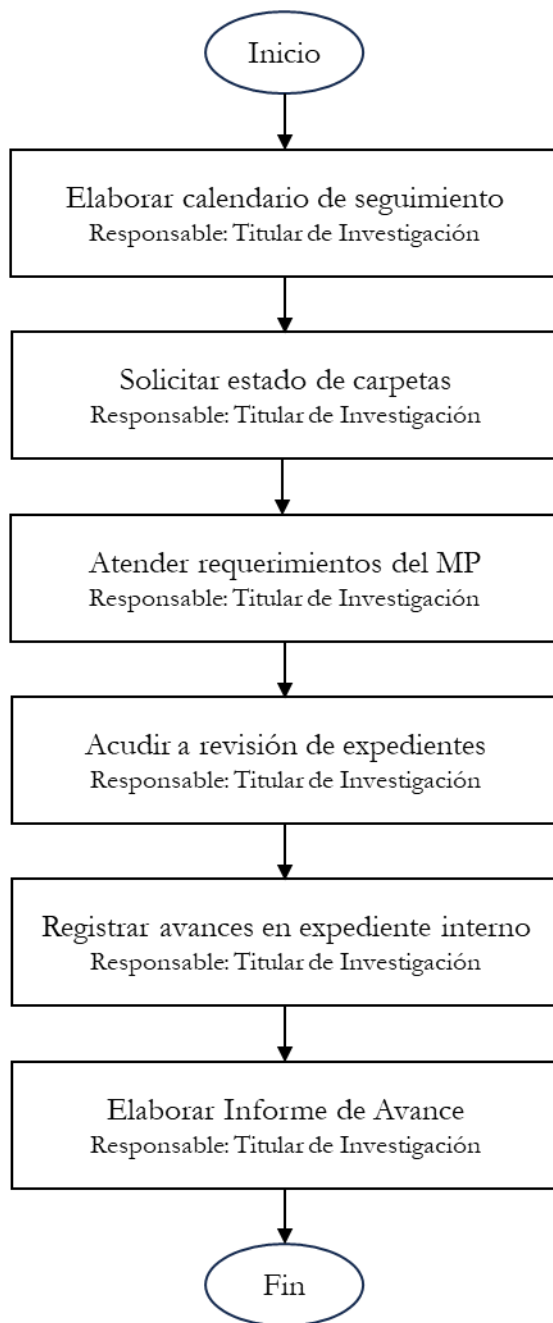 Inicio
Elaborar calendario de seguimiento
Responsable: Titular de Investigación
Solicitar estado de carpetas
Responsable: Titular de Investigación
Atender requerimientos del MP
Responsable: Titular de Investigación
Acudir a revisión de expedientes
Responsable: Titular de Investigación
Registrar avances en expediente interno
Responsable: Titular de Investigación
Elaborar Informe de Avance
Responsable: Titular de Investigación
Fin